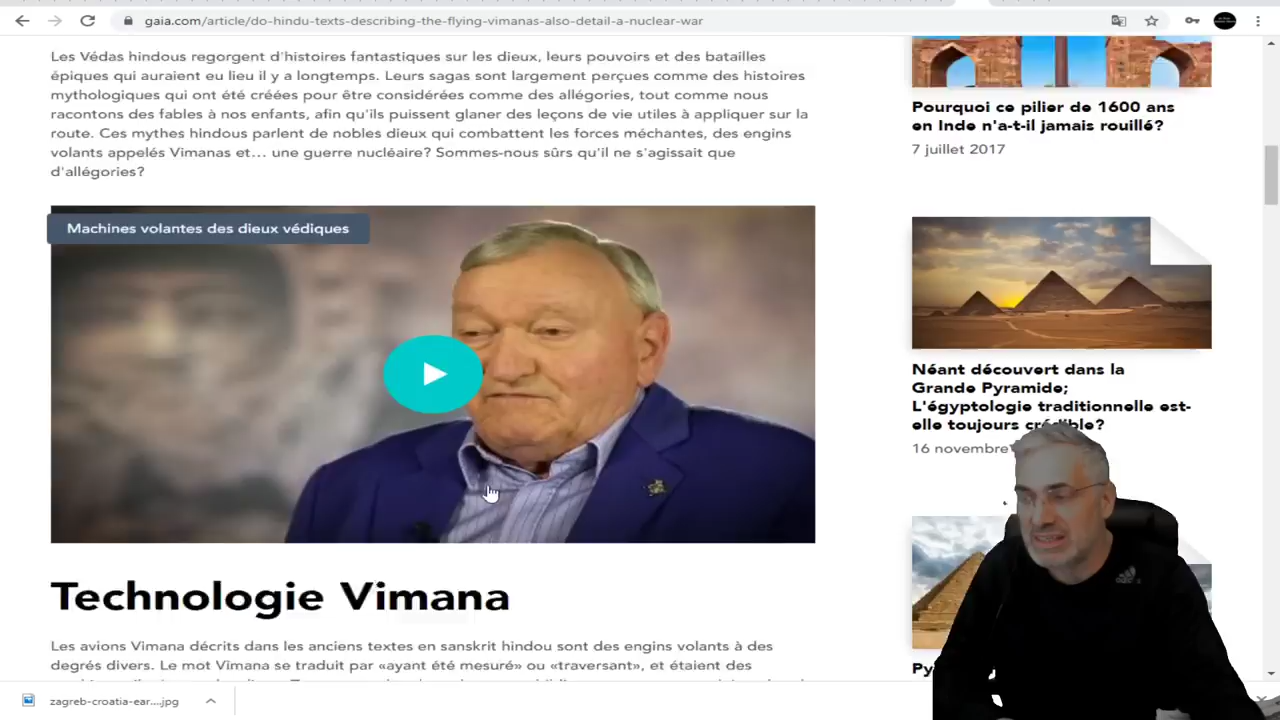 gaia.com/article/do-hindu-texts-describing-the-flying-vimanas-also-detail-a-nuclear-war
Les Védas hindous regorgent d'histoires fantastiques sur les dieux, leurs pouvoirs et des batailles
épiques qui auraient eu lieu il y a longtemps. Leurs sagas sont largement perçues comme des histoires
mythologiques qui ont été créées pour être considérées comme des allégories, tout comme nous
racontons des fables à nos enfants, afin qu'ils puissent glaner des leçons de vie utiles à appliquer sur la
route. Ces mythes hindous parlent de nobles dieux qui combattent les forces méchantes, des engins
volants appelés Vimanas et... une guerre nucléaire? Sommes-nous sûrs qu'il ne s'agissait que
d'allégories?
Machines volantes des dieux védiques
Technologie Vimana
Les avions Vimana décrits dans les anciens textes en sanskrit hindou sont des engins volants à des
degrés divers. Le mot Vimana se traduit par «ayant été mesuré» ou «traversant», et étaient des
Pourquoi ce pilier de 1600 ans
en Inde n'a-t-il jamais rouillé?
7 juillet 2017
Néant découvert dans la
Grande Pyramide;
L'égyptologie traditionnelle est-
elle toujours crédible?
16 novembre
Py
adidas
zagreb-croatia-ear....jpg